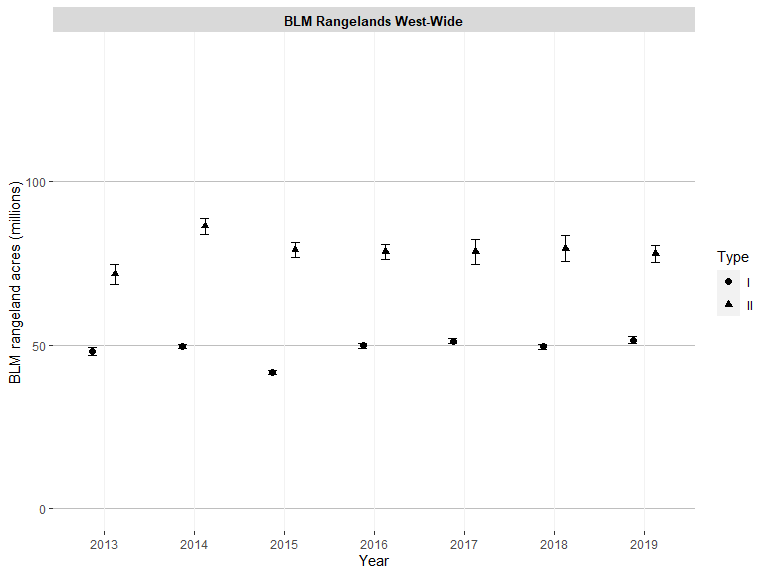 BLM Rangelands West-Wide
BLM rangeland acres (millions)
100
50
0
2013 2014 2015 2016 2017 2018 2019
Year
Type
I
II